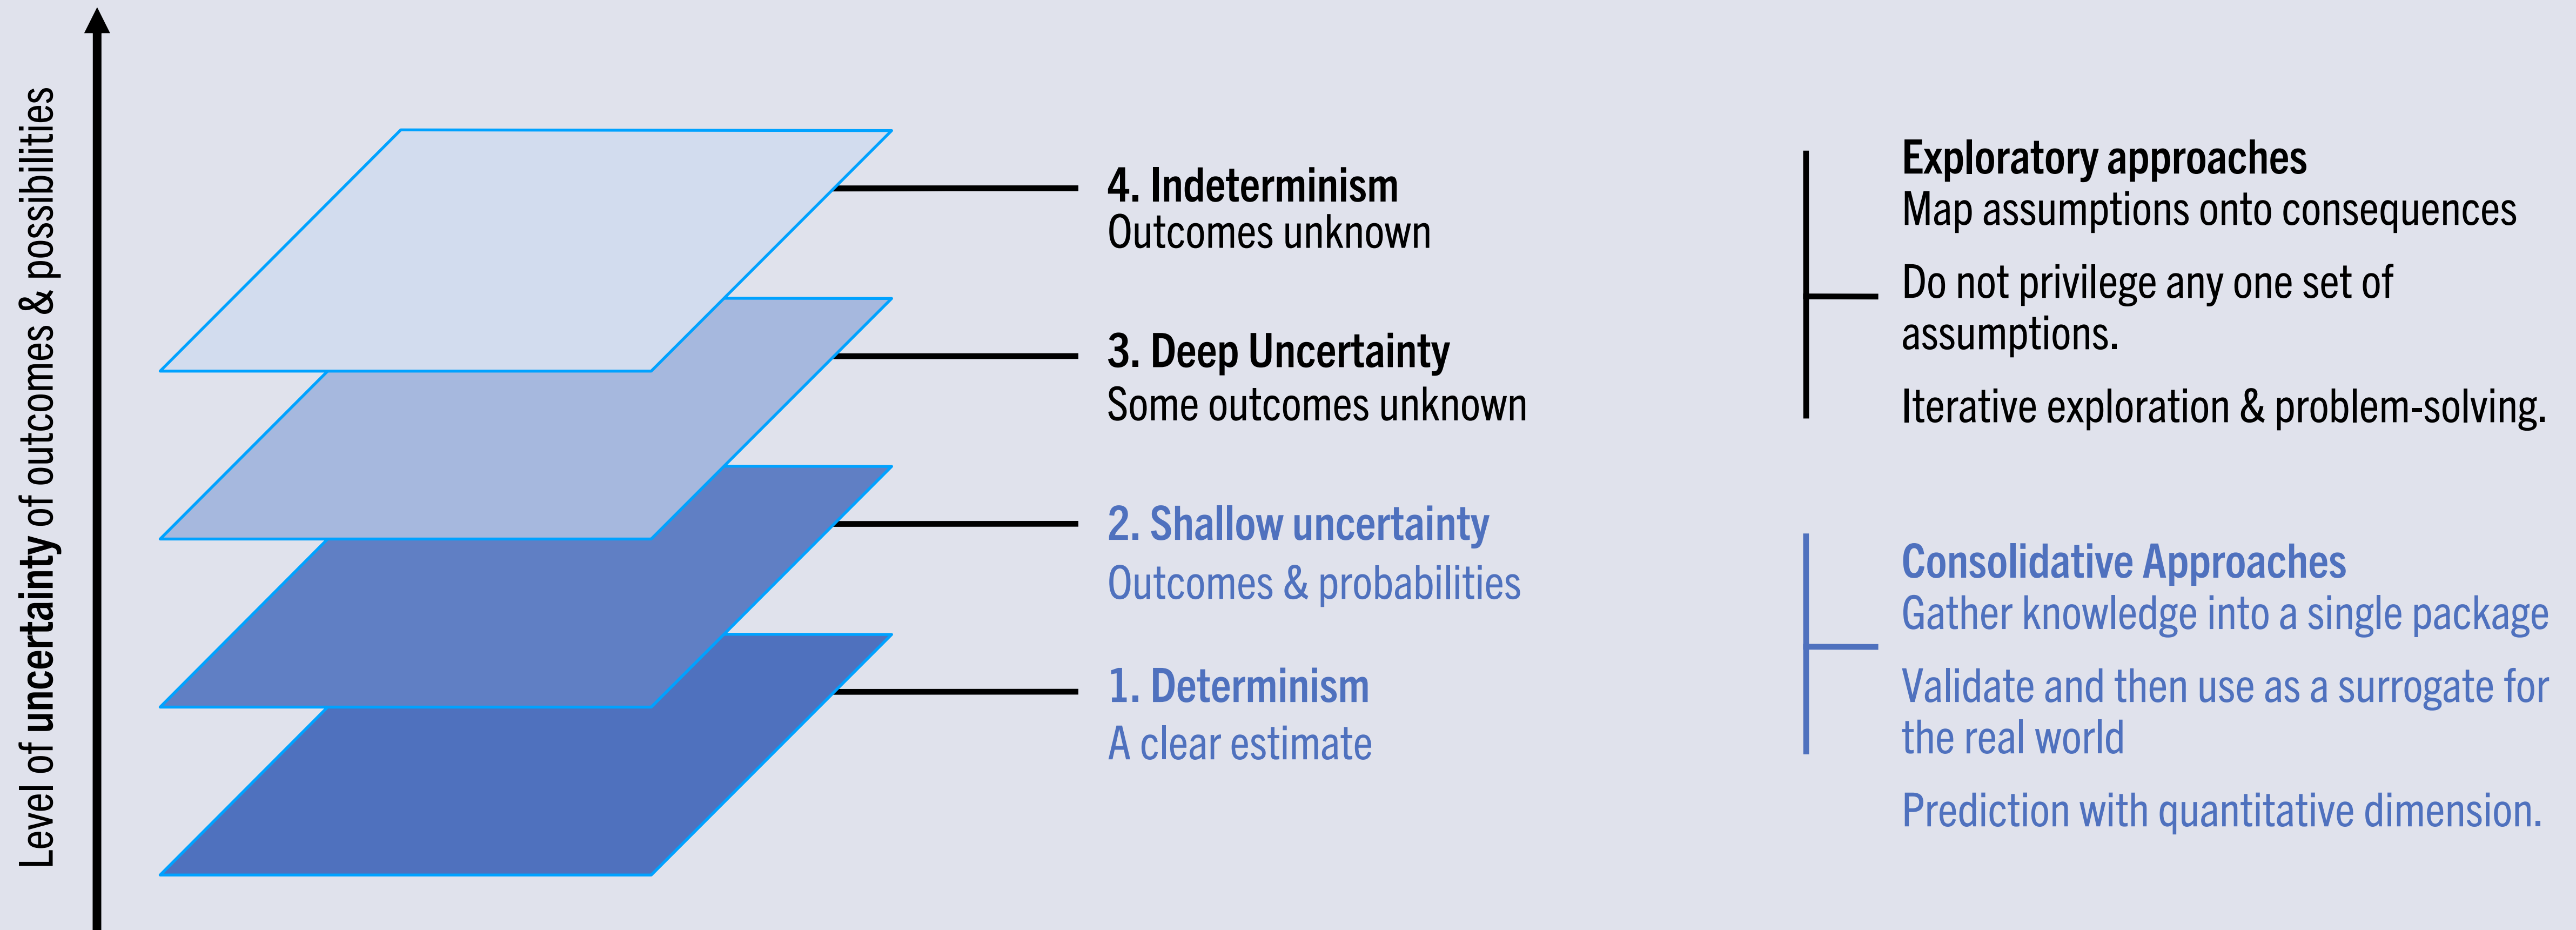 Level of uncertainty of outcomes & possibilities
4. Indeterminism
Outcomes unknown
3. Deep Uncertainty
Some outcomes unknown
2. Shallow uncertainty
Outcomes & probabilities
1. Determinism
A clear estimate
Exploratory approaches
Map assumptions onto consequences
Do not privilege any one set of
assumptions.
Iterative exploration & problem-solving.
Consolidative Approaches
Gather knowledge into a single package
Validate and then use as a surrogate for
the real world
Prediction with quantitative dimension.